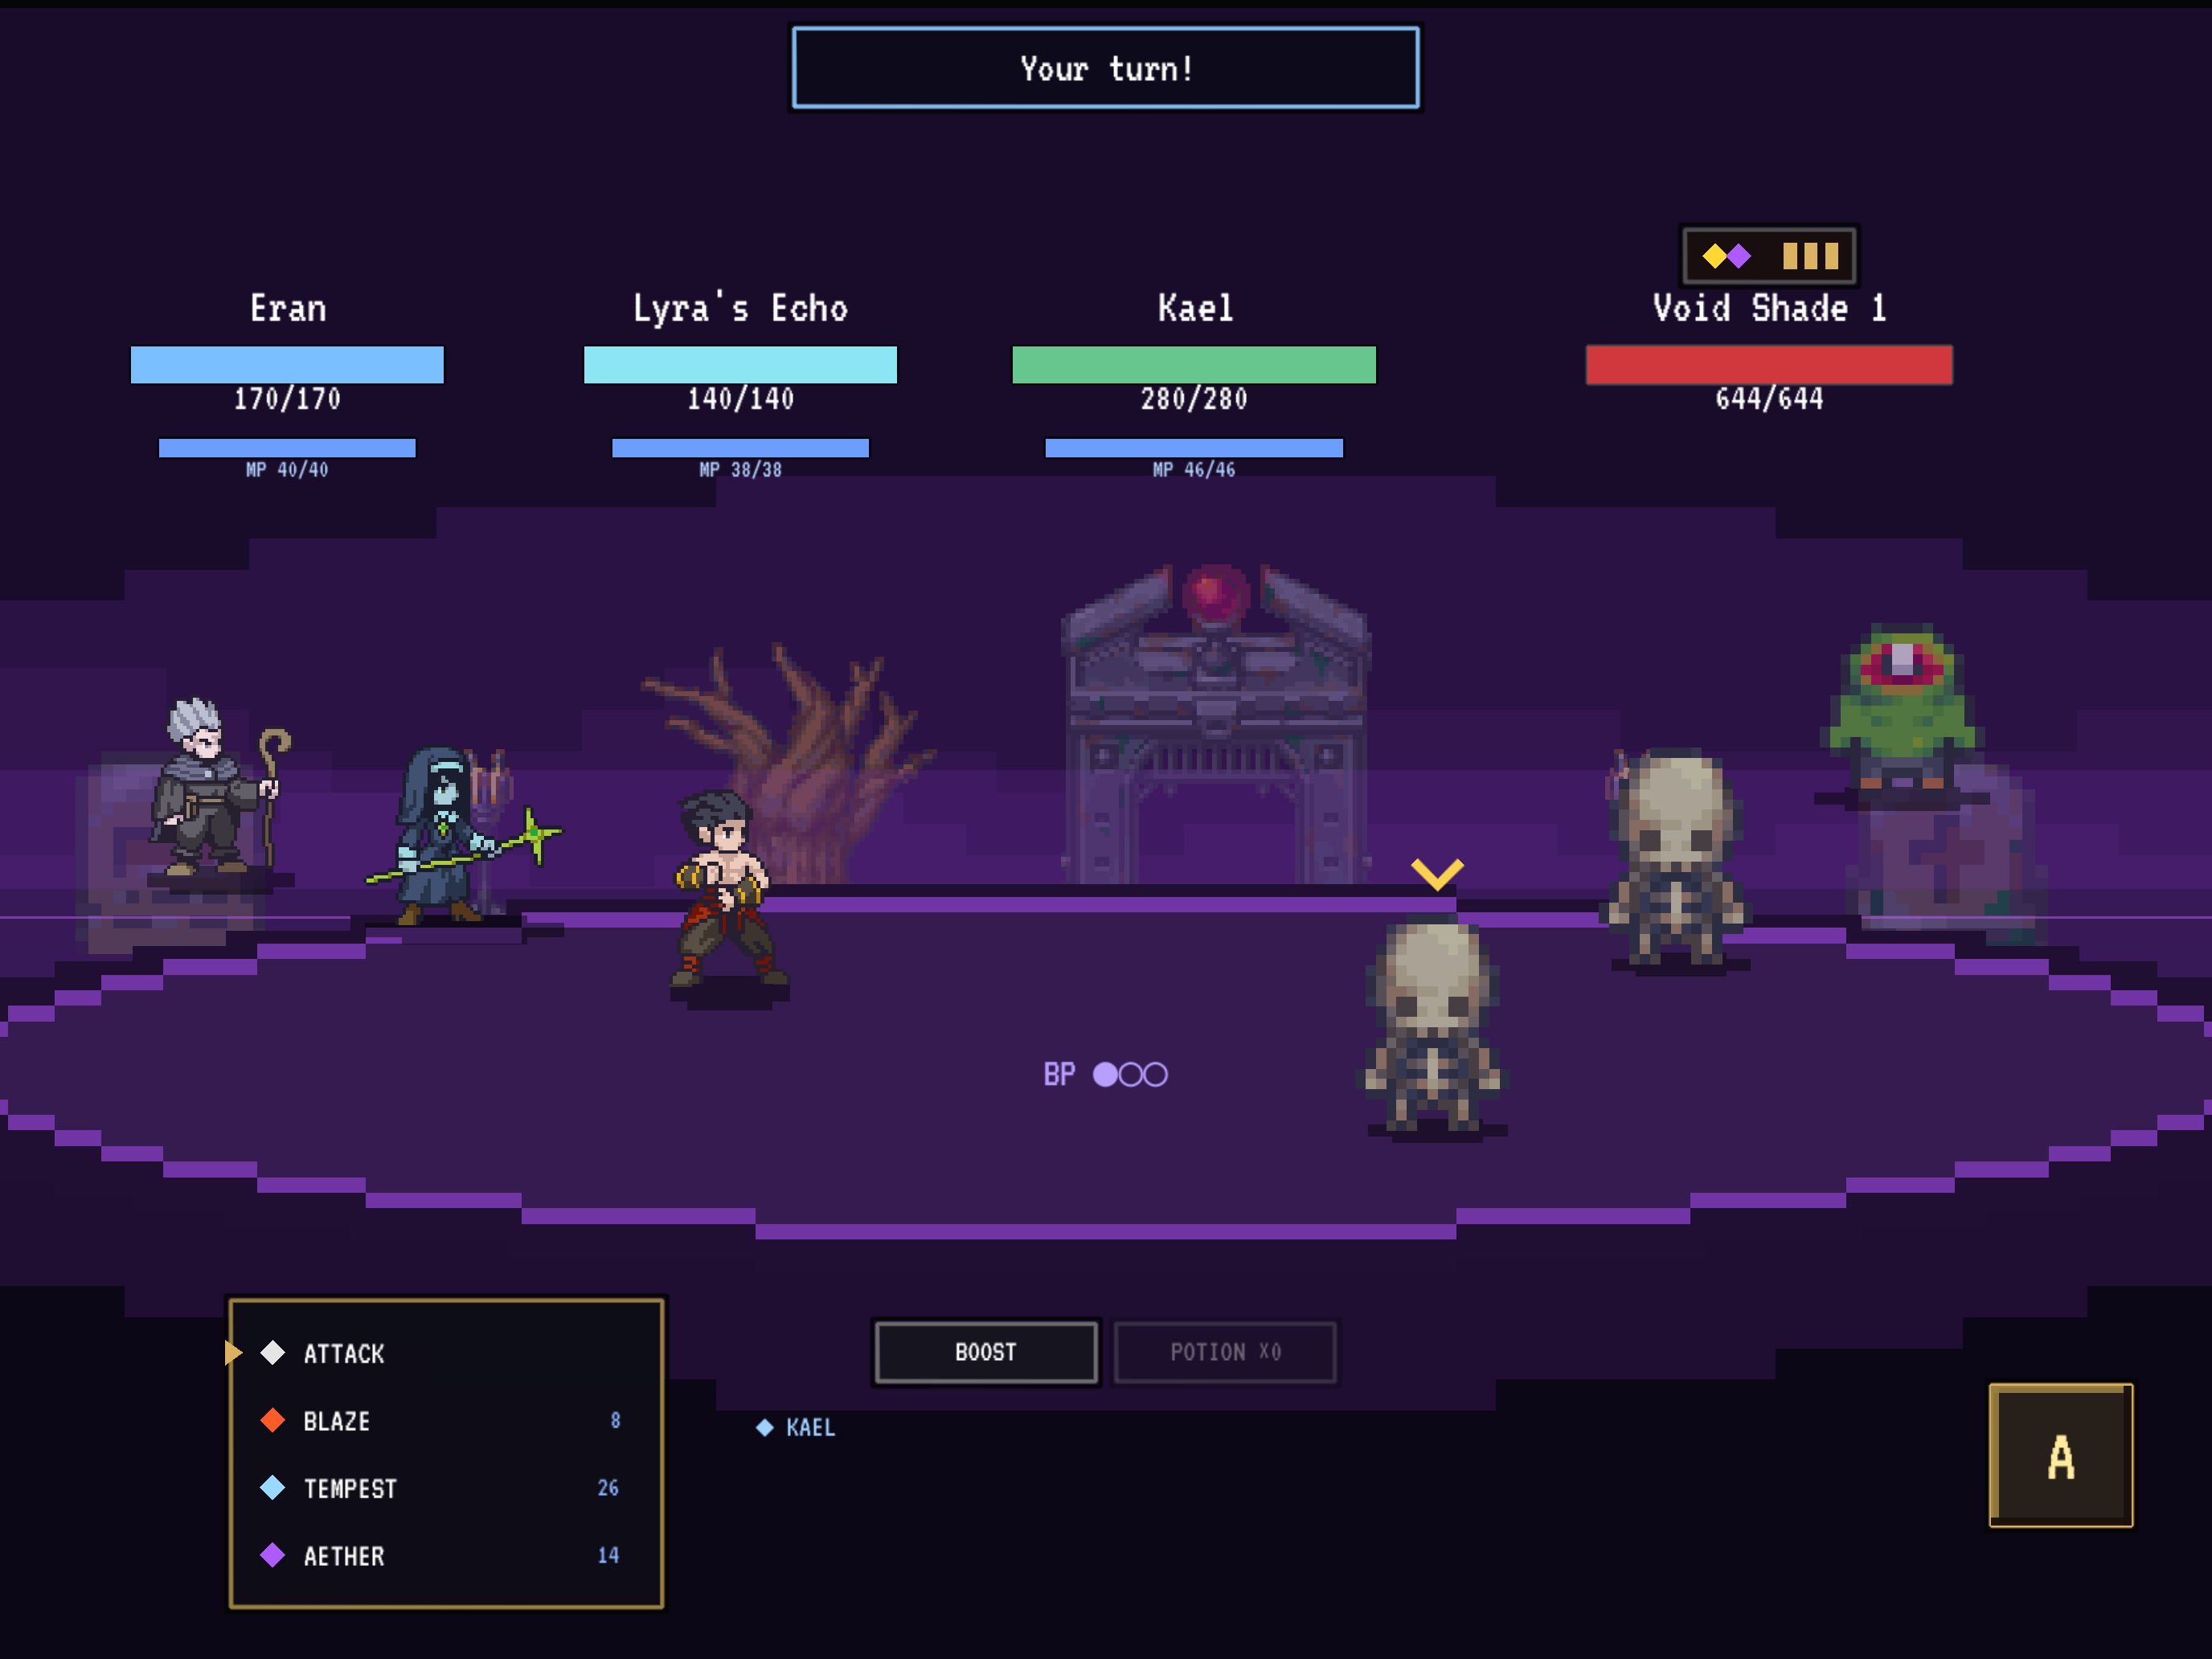 Your turn!
Eran
170/170
MP 40/40
Lyra's Echo
140/140
MP 38/38
Kael
280/280
MP 46/46
Void Shade 1
644/644
BP
ATTACK
BLAZE 8
TEMPEST 26
AETHER 14
BOOST
POTION X0
KAEL
A